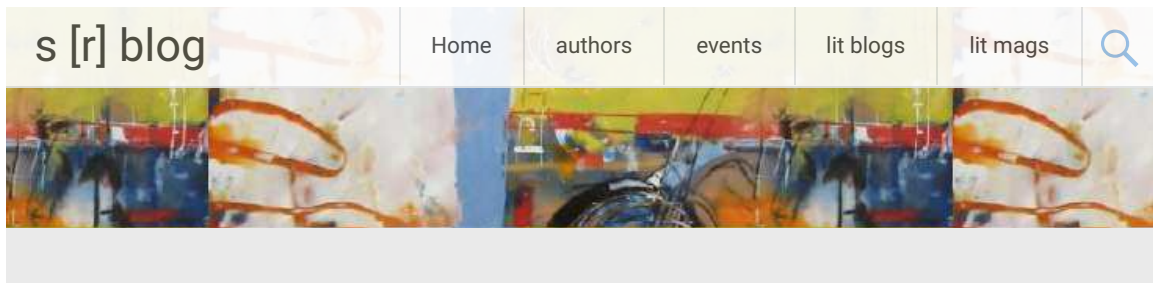 s [r] blog
Home
authors
events
lit blogs
lit mags